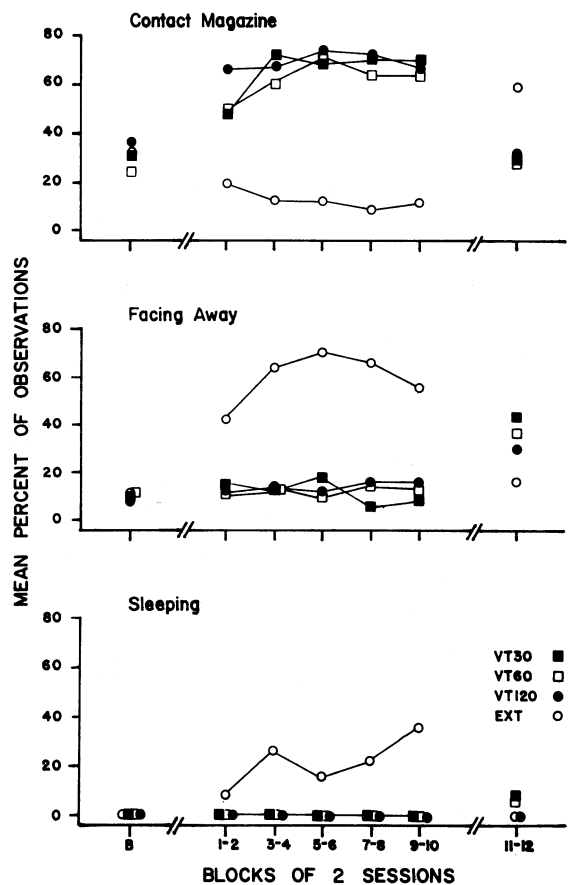 Contact Magazine
80
60
40
20
0
Facing Away
80
60
40
20
0
MEAN PERCENT OF OBSERVATIONS
Sleeping
80
60
40
20
0
VT30
VT60
VT120
EXT
B 1-2 3-4 5-6 7-8 9-10 11-12
BLOCKS OF 2 SESSIONS